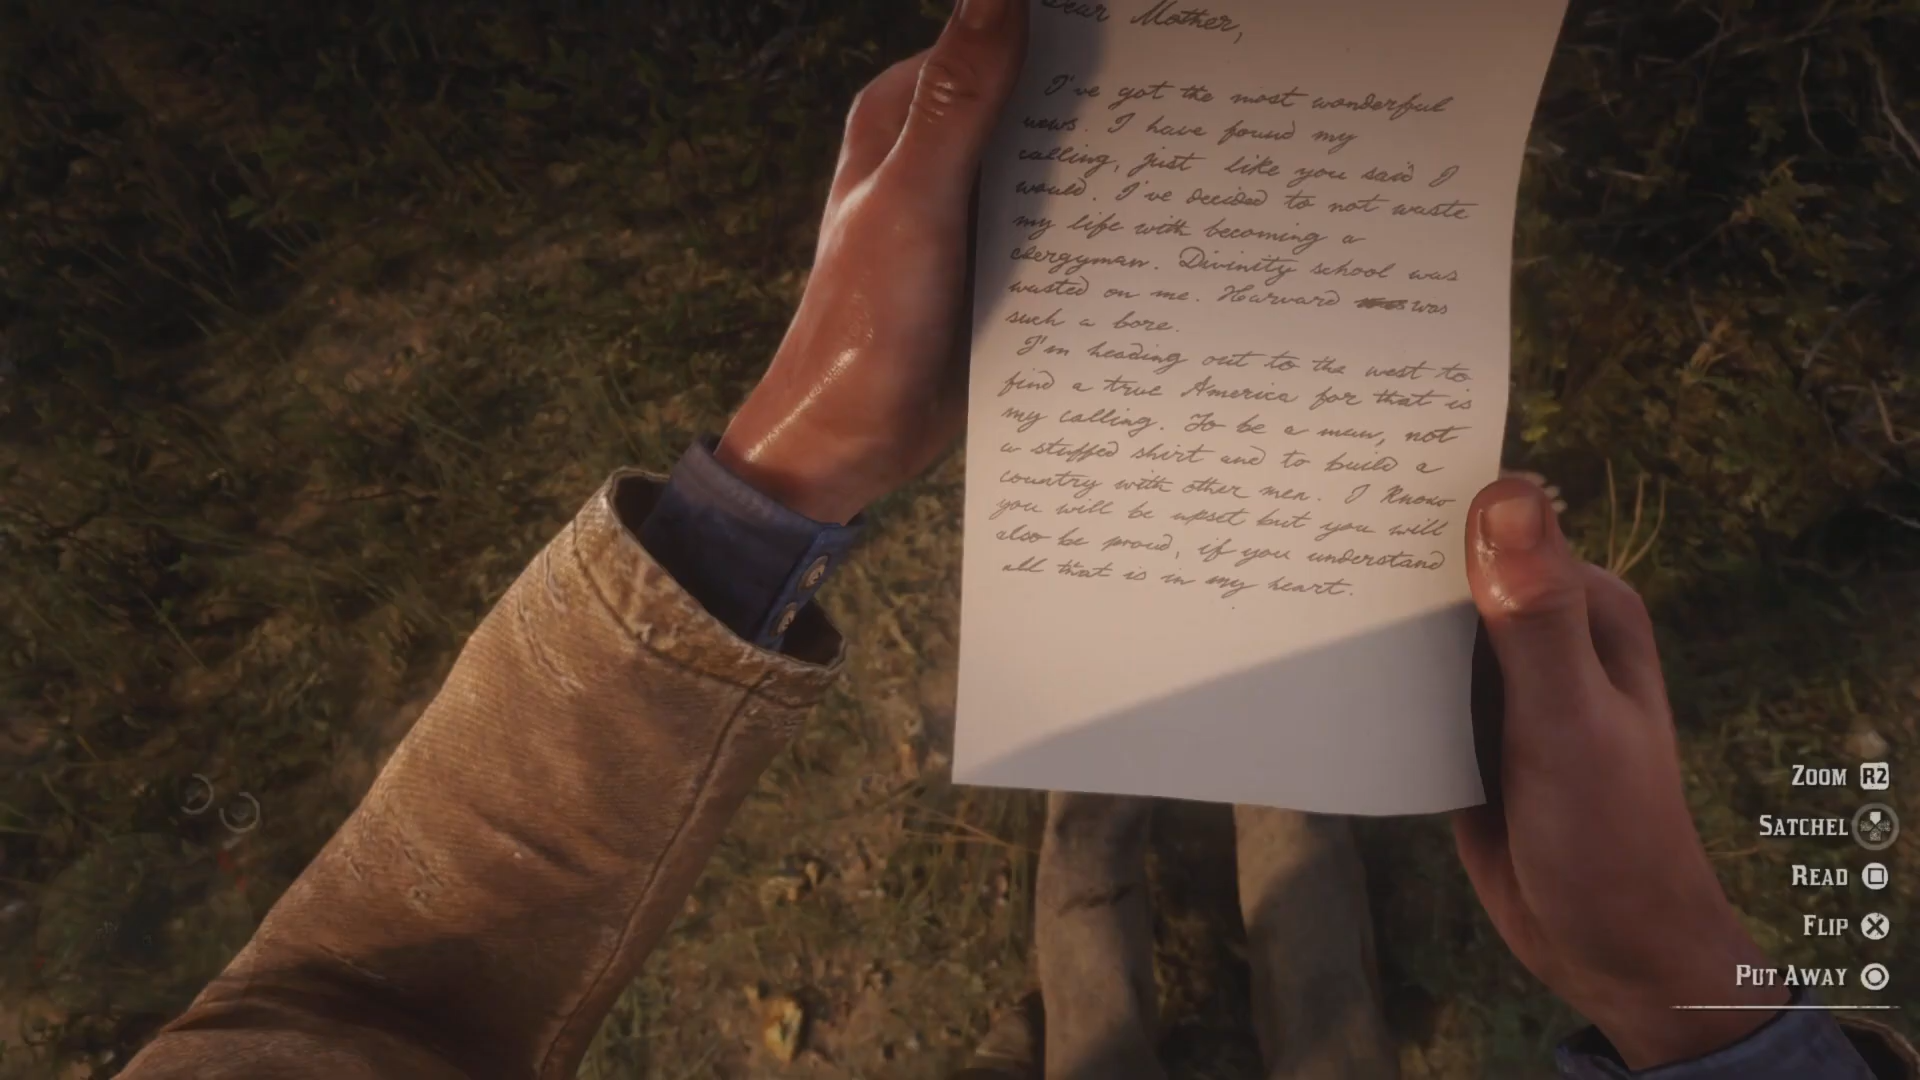 Dear Mother,
I've got the most wonderful
news. I have found my
calling, just like you said I
would. I've decided to not waste
my life with becoming a
clergyman. Divinity school was
wasted on me. Harvard was
such a bore.
I'm heading out to the west to
find a true America for that is
my calling. To be a man, not
a stuffed shirt and to build a
country with other men. I know
you will be upset but you will
also be proud, if you understand
all that is in my heart.
ZOOM R2
SATCHEL
READ
FLIP
PUT AWAY